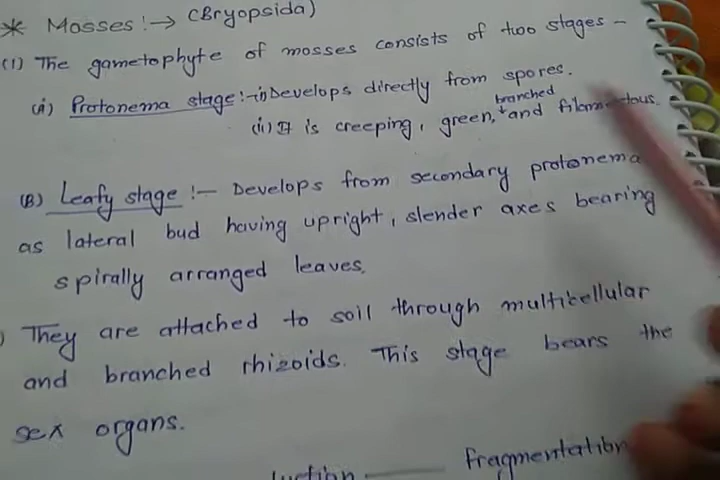 * Mosses :→ (Bryopsida)
(1) The gametophyte of mosses consists of two stages -
(A) Protonema stage :- i) Develops directly from spores.
(ii) It is creeping, green, branched and filamentous.
(B) Leafy stage :- Develops from secondary protonema
as lateral bud having upright, slender axes bearing
spirally arranged leaves.
They are attached to soil through multicellular
and branched rhizoids. This stage bears the
sex organs.
fragmentation